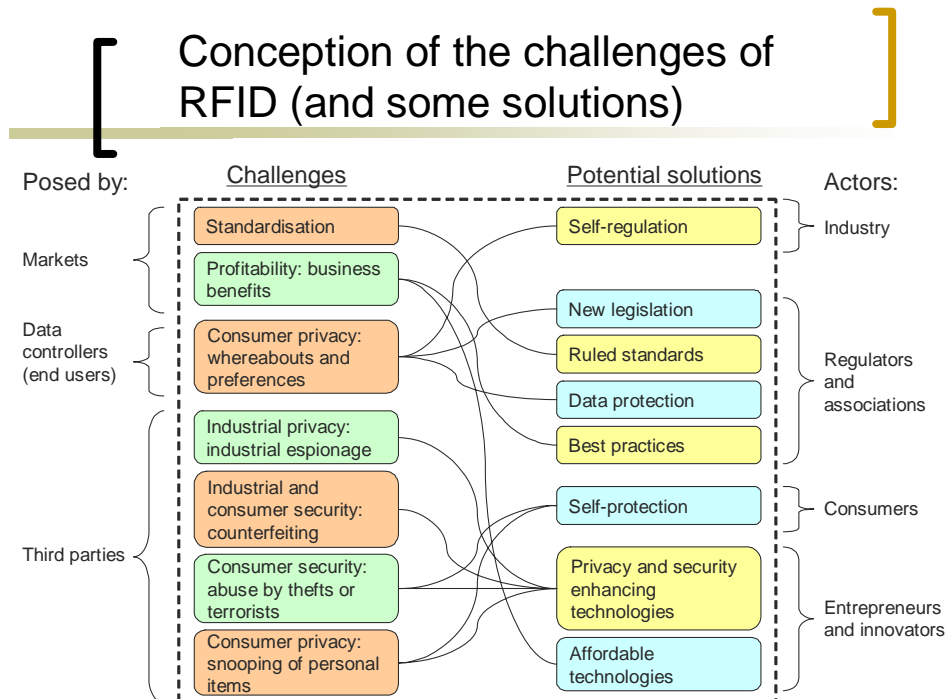 Conception of the challenges of
RFID (and some solutions)
Posed by:
Challenges
Potential solutions
Actors:
Markets
Data
controllers
(end users)
Third parties
Standardisation
Profitability: business
benefits
Consumer privacy:
whereabouts and
preferences
Industrial privacy:
industrial espionage
Industrial and
consumer security:
counterfeiting
Consumer security:
abuse by thefts or
terrorists
Consumer privacy:
snooping of personal
items
Self-regulation
New legislation
Ruled standards
Data protection
Best practices
Self-protection
Privacy and security
enhancing
technologies
Affordable
technologies
Industry
Regulators
and
associations
Consumers
Entrepreneurs
and innovators